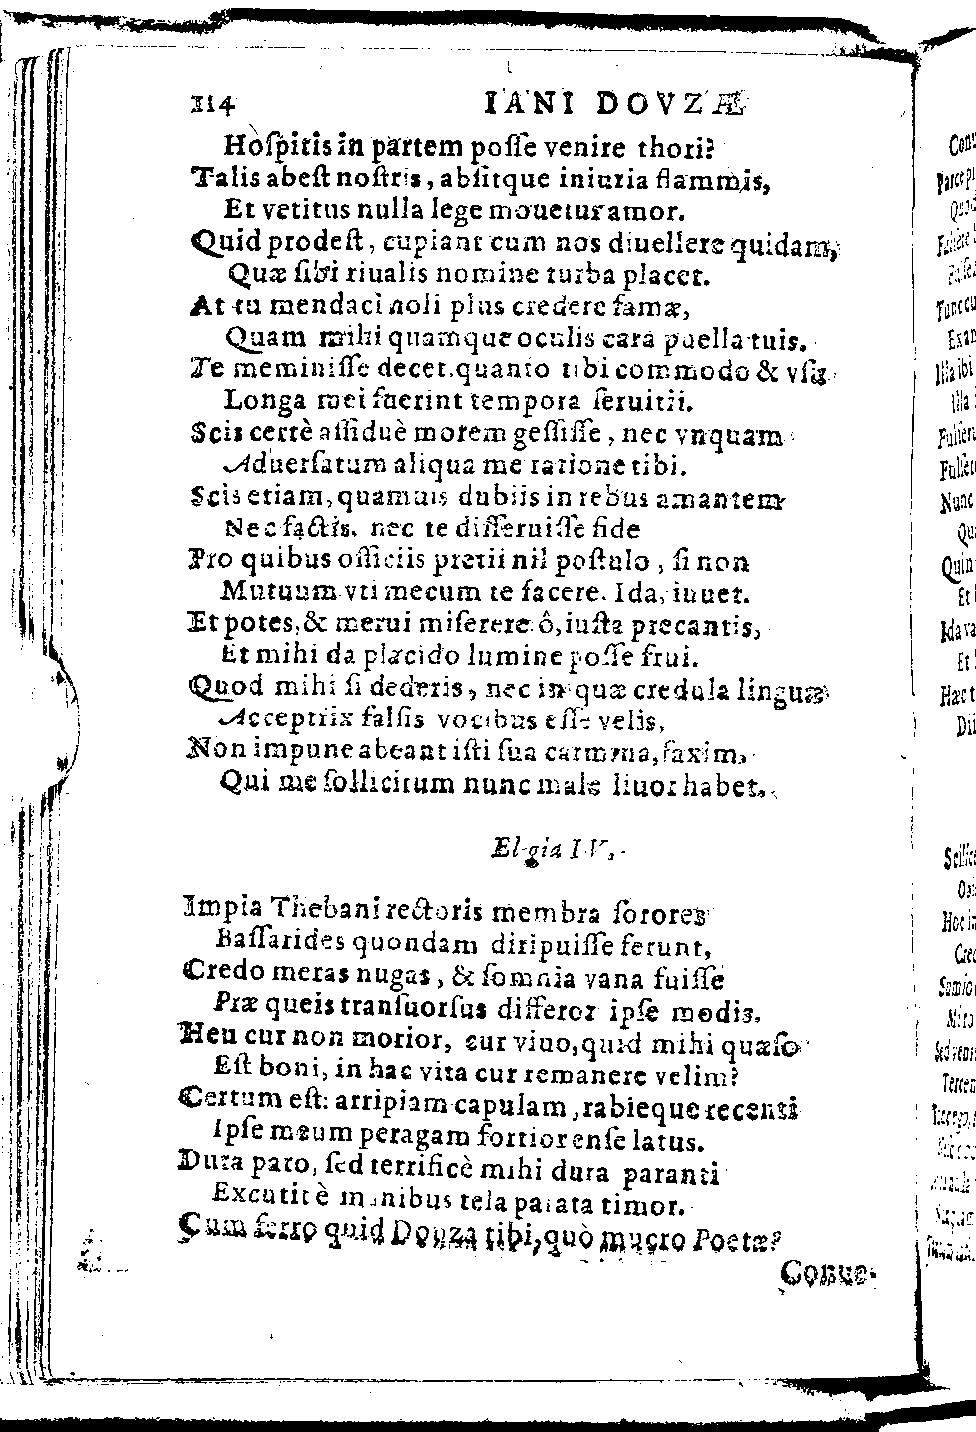 114 IANI DOVZÆ
Hoſpitis in partem poſſe venire thori?
Talis abeſt noſtris, abſitque iniuria flammis,
Et vetitus nulla lege mouetur amor.
Quid prodeſt, cupiant cum nos diuellere quidam,
Quæ ſibi riualis nomine turba placet.
At tu mendaci noli plus credere famæ,
Quam mihi quamque oculis cara puella tuis.
Te meminiſſe decet, quanto tibi commodo & vſu
Longa mei fuerint tempora ſeruitii.
Scis certè aſſiduè morem geſſiſſe, nec vnquam
Aduerſatum aliqua me ratione tibi.
Scis etiam, quamuis dubiis in rebus amantem
Nec factis, nec te diſſeruiſſe fide
Pro quibus officiis pretii nil poſtulo, ſi non
Mutuum vti mecum te facere, Ida, iuuet.
Et potes, & merui miſerere ô, iuſta precantis,
Et mihi da placido lumine poſſe frui.
Quod mihi ſi dederis, nec in quæ credula linguæ
Acceptrix falſis vocibus eſſe velis,
Non impune abeant iſti ſua carmina, faxim,
Qui me ſollicitum nunc male liuor habet.
Elegia IV.
Impia Thebani rectoris membra ſorores
Baſſarides quondam diripuiſſe ferunt,
Credo meras nugas, & ſomnia vana fuiſſe
Præ queis tranſuorſus differor ipſe modis.
Heu cur non morior, cur viuo, quid mihi quæſo
Eſt boni, in hac vita cur remanere velim?
Certum eſt: arripiam capulam, rabieque recenti
Ipſe meum peragam fortior enſe latus.
Dura paro, ſed terrificè mihi dura paranti
Excutit è manibus tela parata timor.
Cum ferro quid Douza tibi, quò mucro Poetæ?
Conue-